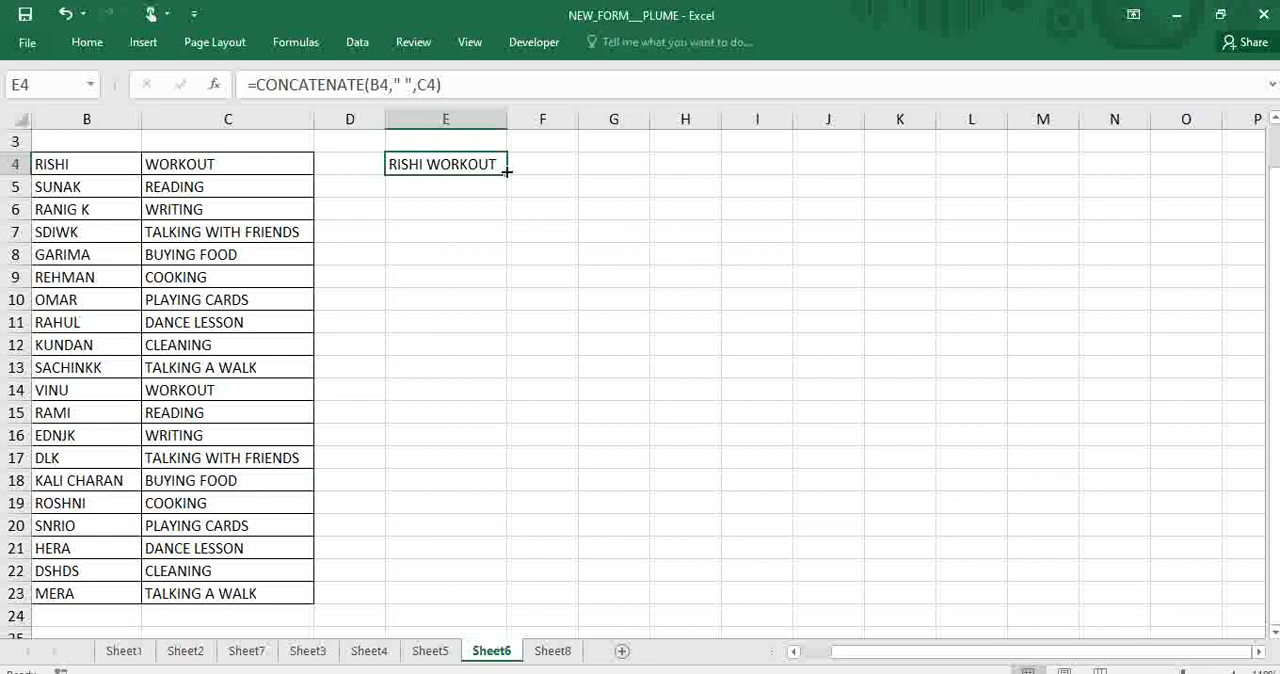 NEW_FORM__PLUME - Excel
File Home Insert Page Layout Formulas Data Review View Developer Tell me what you want to do... Share
E4 fx =CONCATENATE(B4," ",C4)
B C D E F G H I J K L M N O P
3
4 RISHI WORKOUT RISHI WORKOUT
5 SUNAK READING
6 RANIG K WRITING
7 SDIWK TALKING WITH FRIENDS
8 GARIMA BUYING FOOD
9 REHMAN COOKING
10 OMAR PLAYING CARDS
11 RAHUL DANCE LESSON
12 KUNDAN CLEANING
13 SACHINKK TALKING A WALK
14 VINU WORKOUT
15 RAMI READING
16 EDNJK WRITING
17 DLK TALKING WITH FRIENDS
18 KALI CHARAN BUYING FOOD
19 ROSHNI COOKING
20 SNRIO PLAYING CARDS
21 HERA DANCE LESSON
22 DSHDS CLEANING
23 MERA TALKING A WALK
24
Sheet1 Sheet2 Sheet7 Sheet3 Sheet4 Sheet5 Sheet6 Sheet8